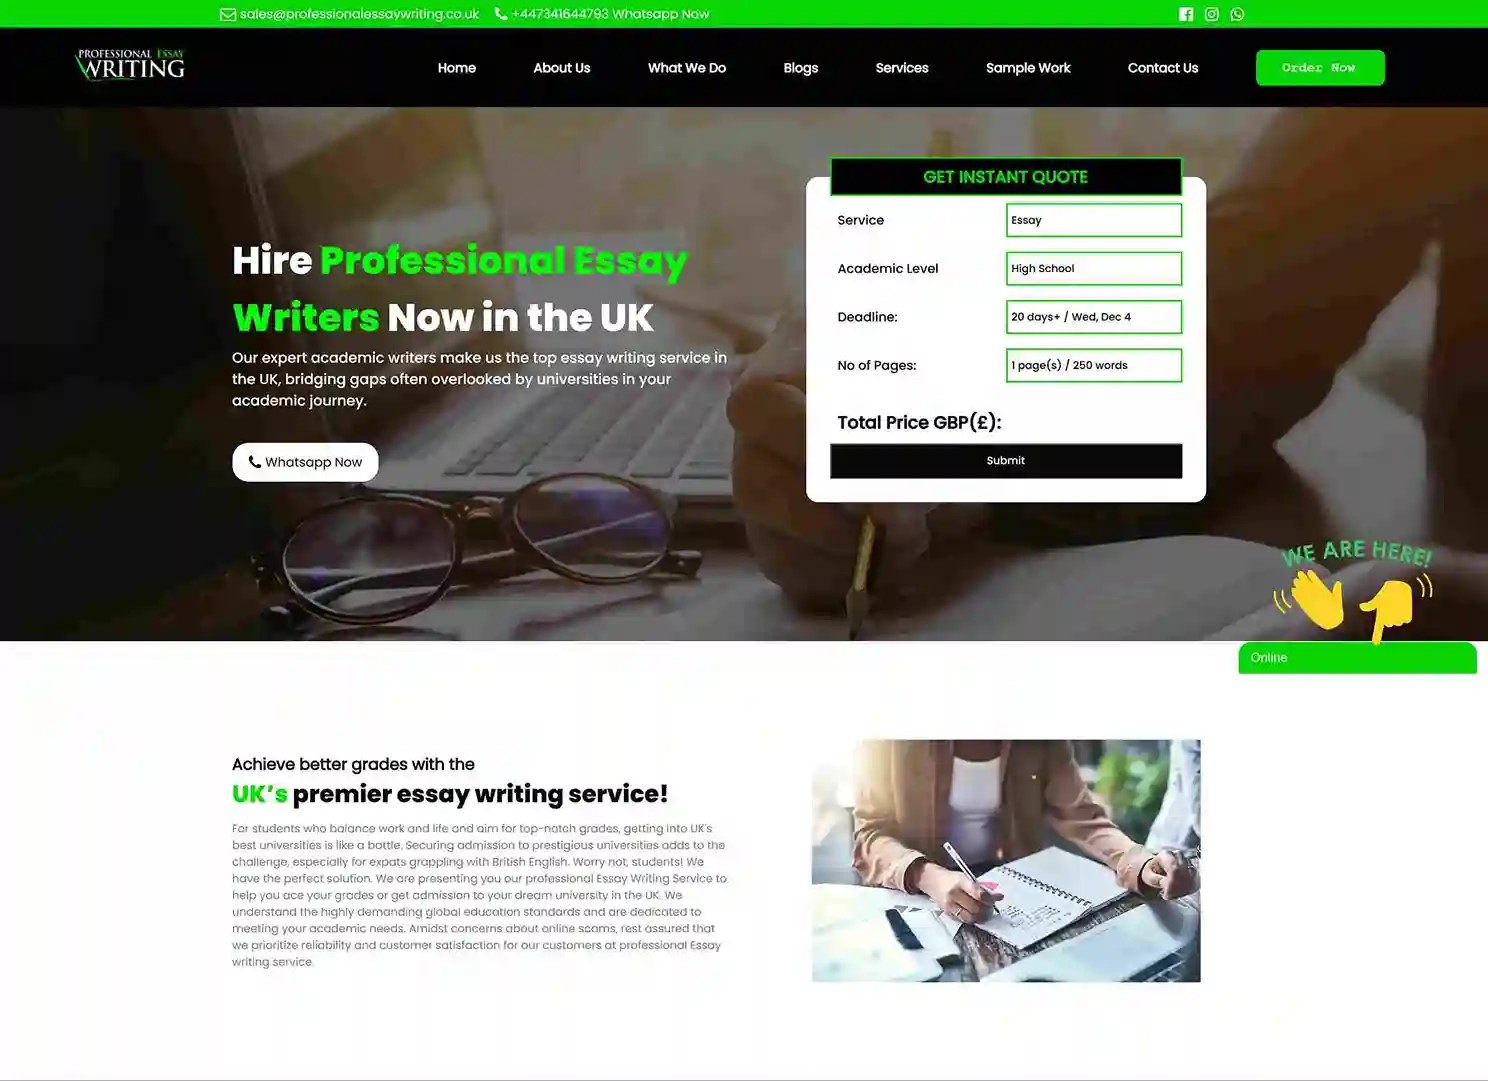 sales@professionalessaywriting.co.uk +447341644793 Whatsapp Now
PROFESSIONAL ESSAY
WRITING
Home About Us What We Do Blogs Services Sample Work Contact Us Order Now
Hire Professional Essay
Writers Now in the UK
Our expert academic writers make us the top essay writing service in
the UK, bridging gaps often overlooked by universities in your
academic journey.
Whatsapp Now
GET INSTANT QUOTE
Service Essay
Academic Level High School
Deadline: 20 days+ / Wed, Dec 4
No of Pages: 1 page(s) / 250 words
Total Price GBP(£):
Submit
WE ARE HERE!
Online
Achieve better grades with the
UK's premier essay writing service!
For students who balance work and life and aim for top-notch grades, getting into UK's
best universities is like a battle. Securing admission to prestigious universities adds to the
challenge, especially for expats grappling with British English. Worry not, students! We
have the perfect solution. We are presenting you our professional Essay Writing Service to
help you ace your grades or get admission to your dream university in the UK. We
understand the highly demanding global education standards and are dedicated to
meeting your academic needs. Amidst concerns about online scams, rest assured that
we prioritize reliability and customer satisfaction for our customers at professional Essay
writing service.